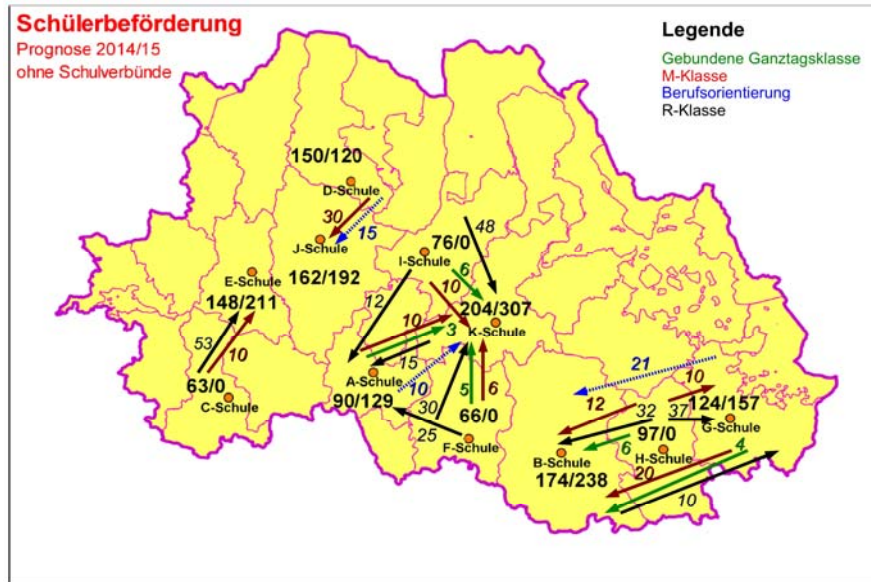 Schülerbeförderung
Prognose 2014/15
ohne Schulverbünde
Legende
Gebundene Ganztagsklasse
M-Klasse
Berufsorientierung
R-Klasse
150/120
D-Schule
30
15
J-Schule
162/192
48
76/0
I-Schule
6
10
E-Schule
148/211
12
204/307
K-Schule
10
3
53
10
63/0
C-Schule
15
A-Schule
90/129
10
5
6
30
66/0
25
F-Schule
21
10
12
32
37
124/157
G-Schule
97/0
6
H-Schule
4
B-Schule
20
174/238
10